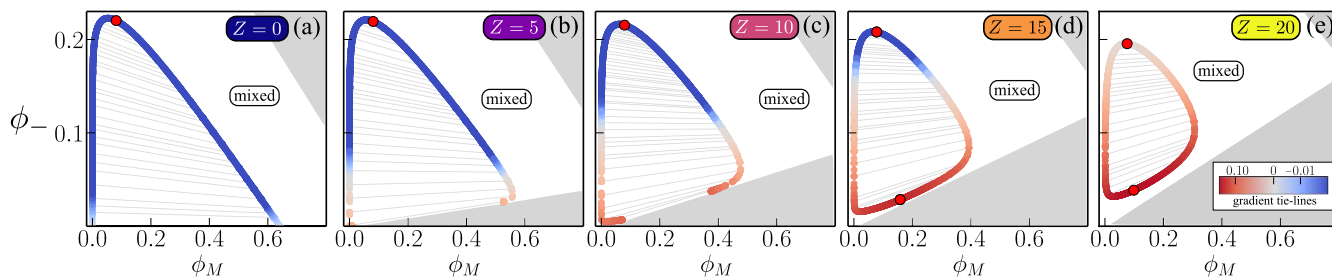 Z = 0 (a)
Z = 5 (b)
Z = 10 (c)
Z = 15 (d)
Z = 20 (e)
0.2
0.1
ϕ−
mixed
mixed
mixed
mixed
mixed
0.10 0 −0.01
gradient tie-lines
0.0 0.2 0.4 0.6
0.0 0.2 0.4 0.6
0.0 0.2 0.4 0.6
0.0 0.2 0.4 0.6
0.0 0.2 0.4 0.6
ϕM
ϕM
ϕM
ϕM
ϕM